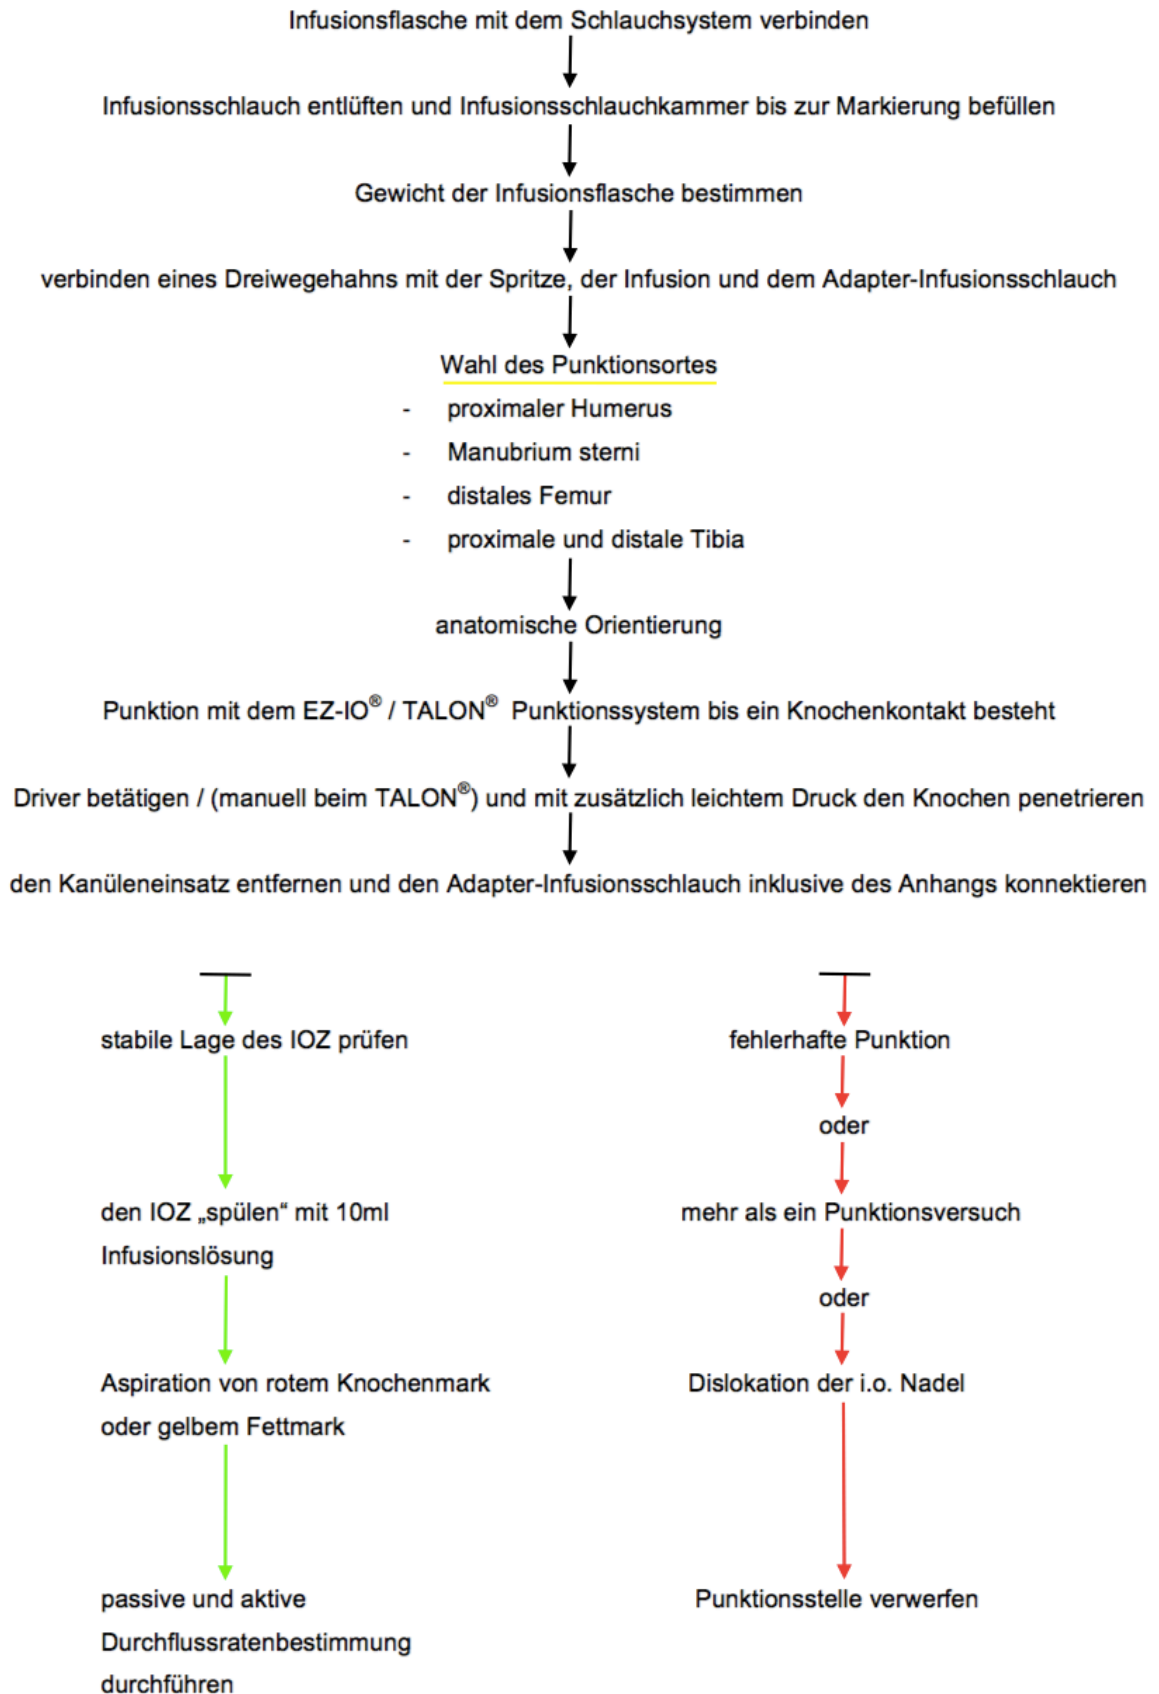 Infusionsflasche mit dem Schlauchsystem verbinden
Infusionsschlauch entlüften und Infusionsschlauchkammer bis zur Markierung befüllen
Gewicht der Infusionsflasche bestimmen
verbinden eines Dreiwegehahns mit der Spritze, der Infusion und dem Adapter-Infusionsschlauch
Wahl des Punktionsortes
- proximaler Humerus
- Manubrium sterni
- distales Femur
- proximale und distale Tibia
anatomische Orientierung
Punktion mit dem EZ-IO® / TALON® Punktionssystem bis ein Knochenkontakt besteht
Driver betätigen / (manuell beim TALON®) und mit zusätzlich leichtem Druck den Knochen penetrieren
den Kanüleneinsatz entfernen und den Adapter-Infusionsschlauch inklusive des Anhangs konnektieren
stabile Lage des IOZ prüfen
den IOZ „spülen“ mit 10ml
Infusionslösung
Aspiration von rotem Knochenmark
oder gelbem Fettmark
passive und aktive
Durchflussratenbestimmung
durchführen
fehlerhafte Punktion
oder
mehr als ein Punktionsversuch
oder
Dislokation der i.o. Nadel
Punktionsstelle verwerfen